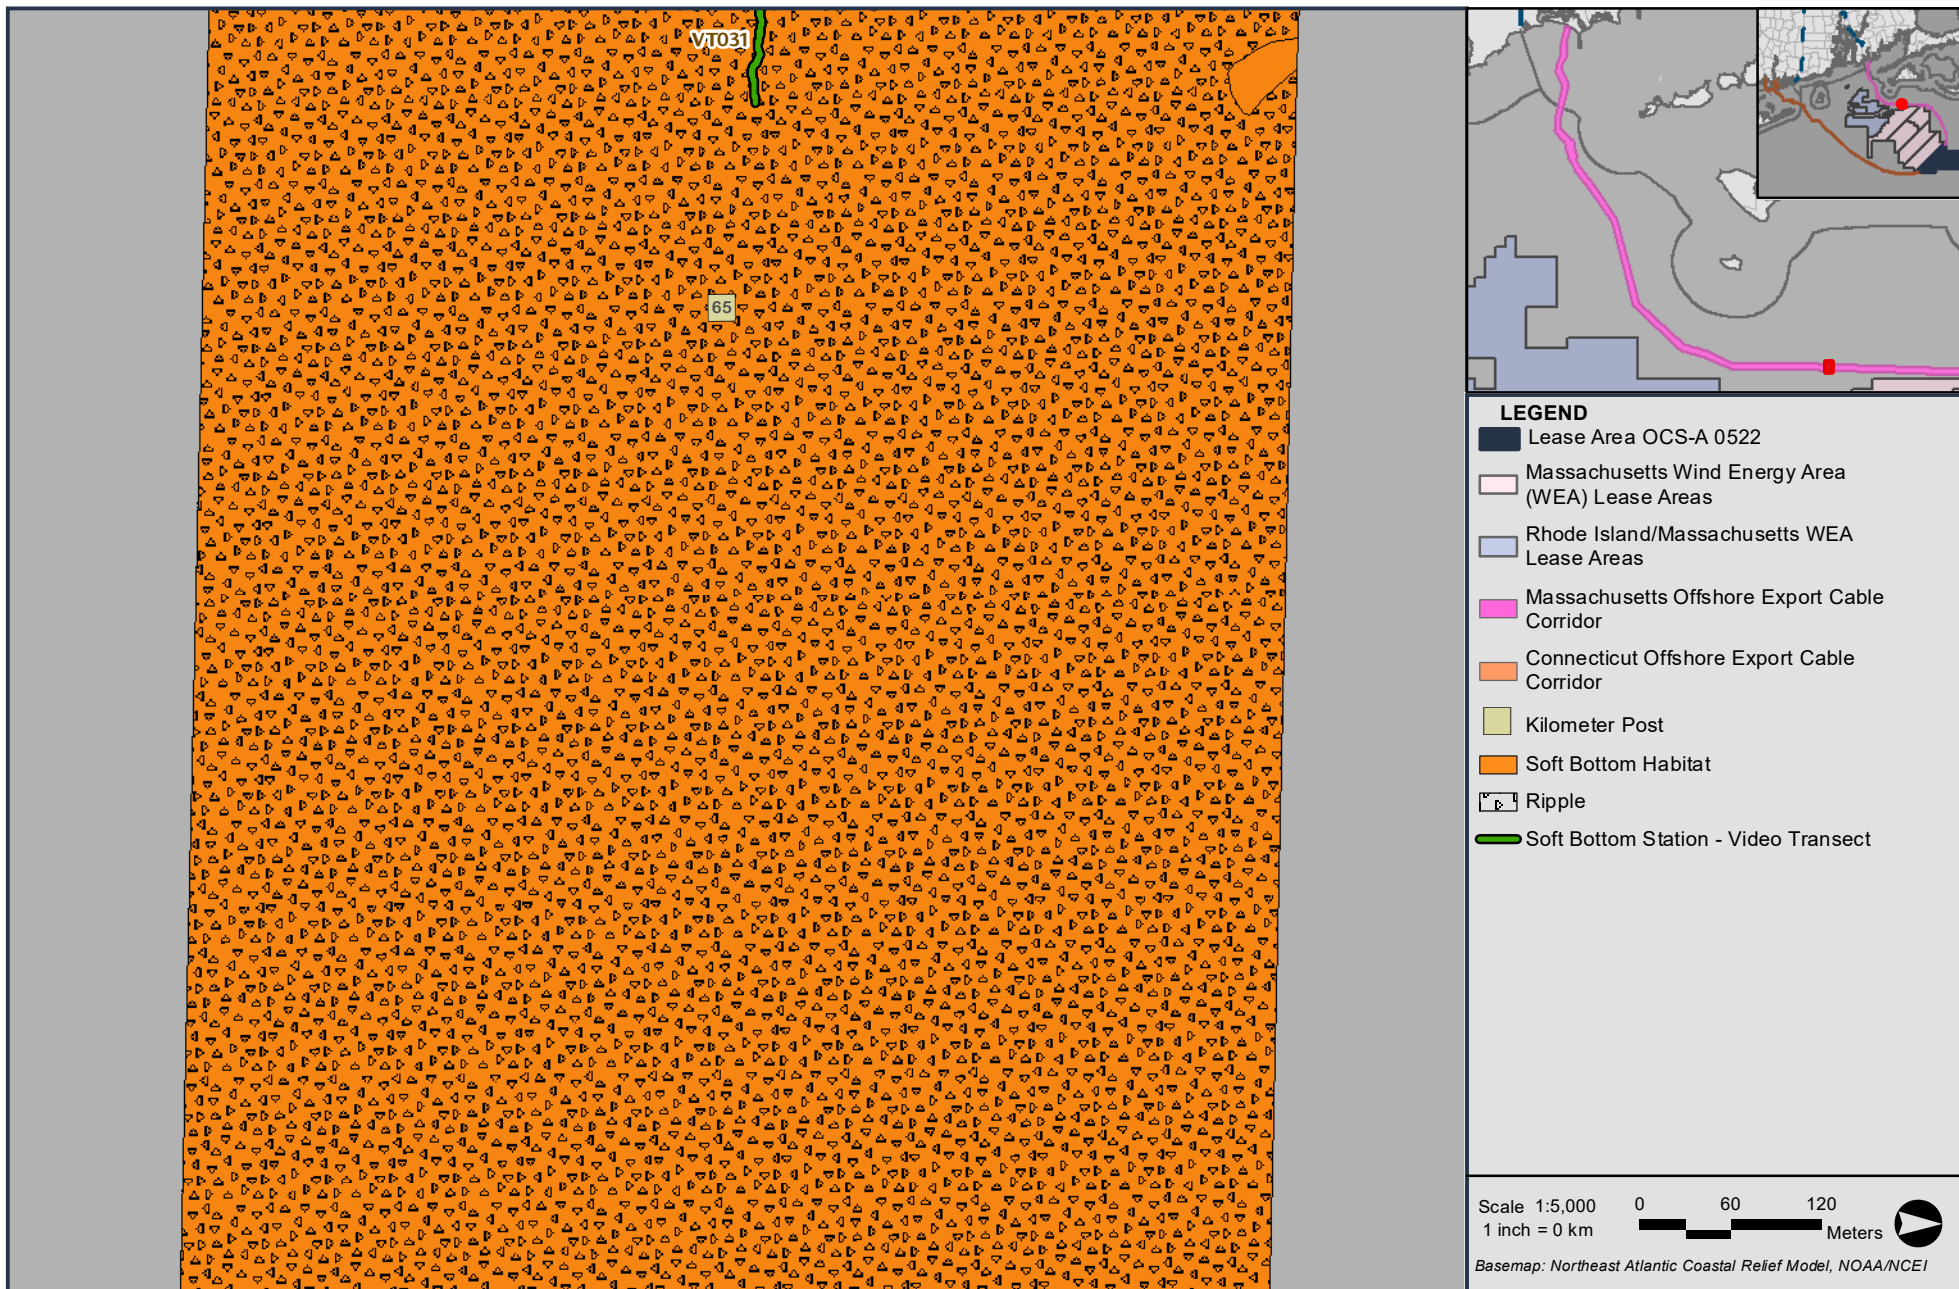 VT031
65
LEGEND
Lease Area OCS-A 0522
Massachusetts Wind Energy Area
(WEA) Lease Areas
Rhode Island/Massachusetts WEA
Lease Areas
Massachusetts Offshore Export Cable
Corridor
Connecticut Offshore Export Cable
Corridor
Kilometer Post
Soft Bottom Habitat
Ripple
Soft Bottom Station - Video Transect
Scale 1:5,000
1 inch = 0 km
0 60 120
Meters
Basemap: Northeast Atlantic Coastal Relief Model, NOAA/NCEI